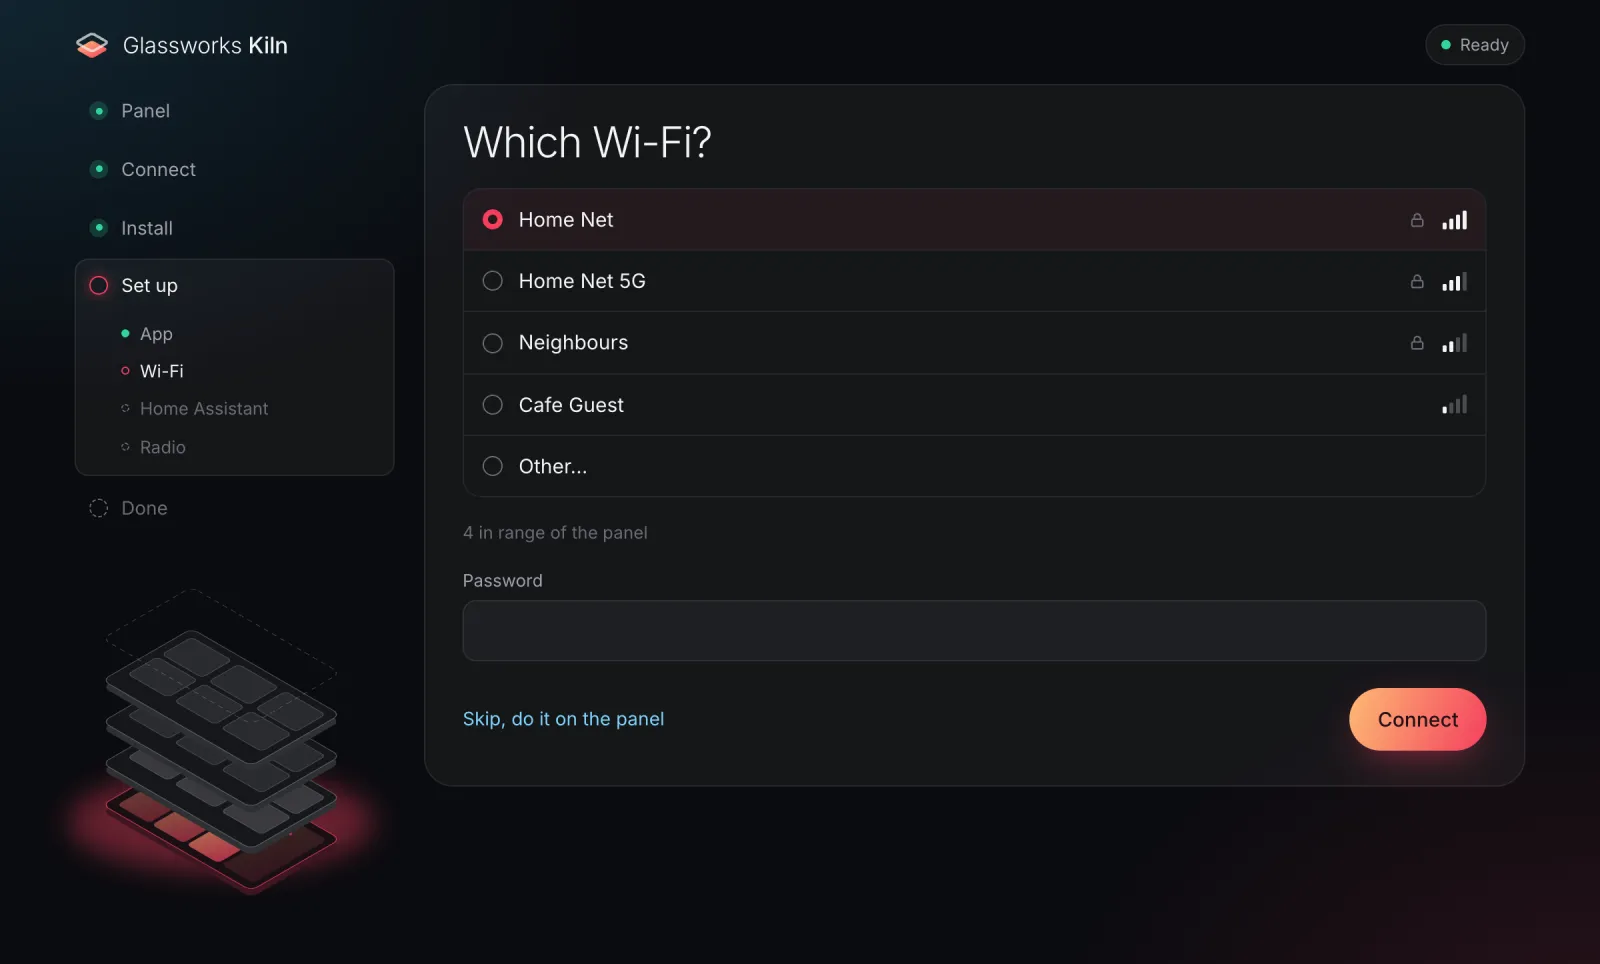 Glassworks Kiln
Ready
Panel
Connect
Install
Set up
App
Wi-Fi
Home Assistant
Radio
Done
Which Wi-Fi?
Home Net
Home Net 5G
Neighbours
Cafe Guest
Other...
4 in range of the panel
Password
Skip, do it on the panel
Connect